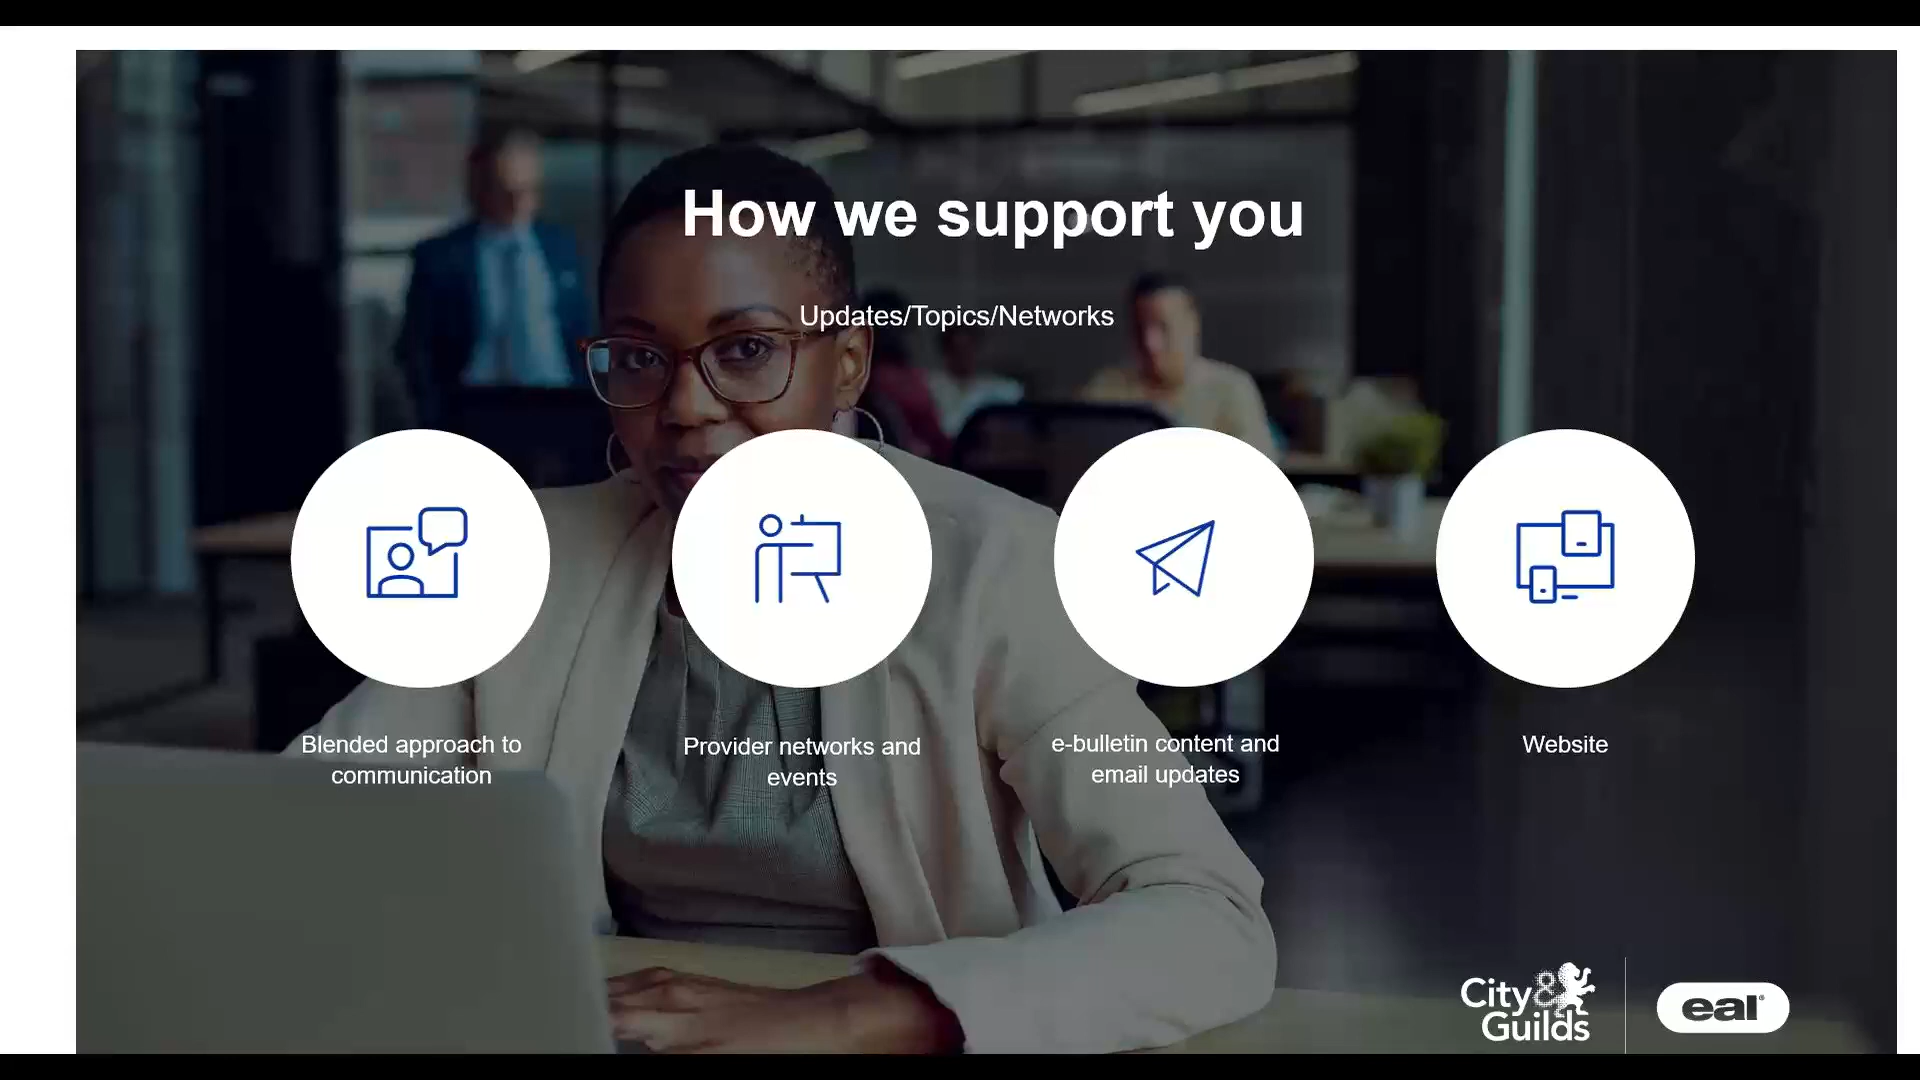 How we support you
Updates/Topics/Networks
Blended approach to
communication
Provider networks and
events
e-bulletin content and
email updates
Website
City&
Guilds
eal